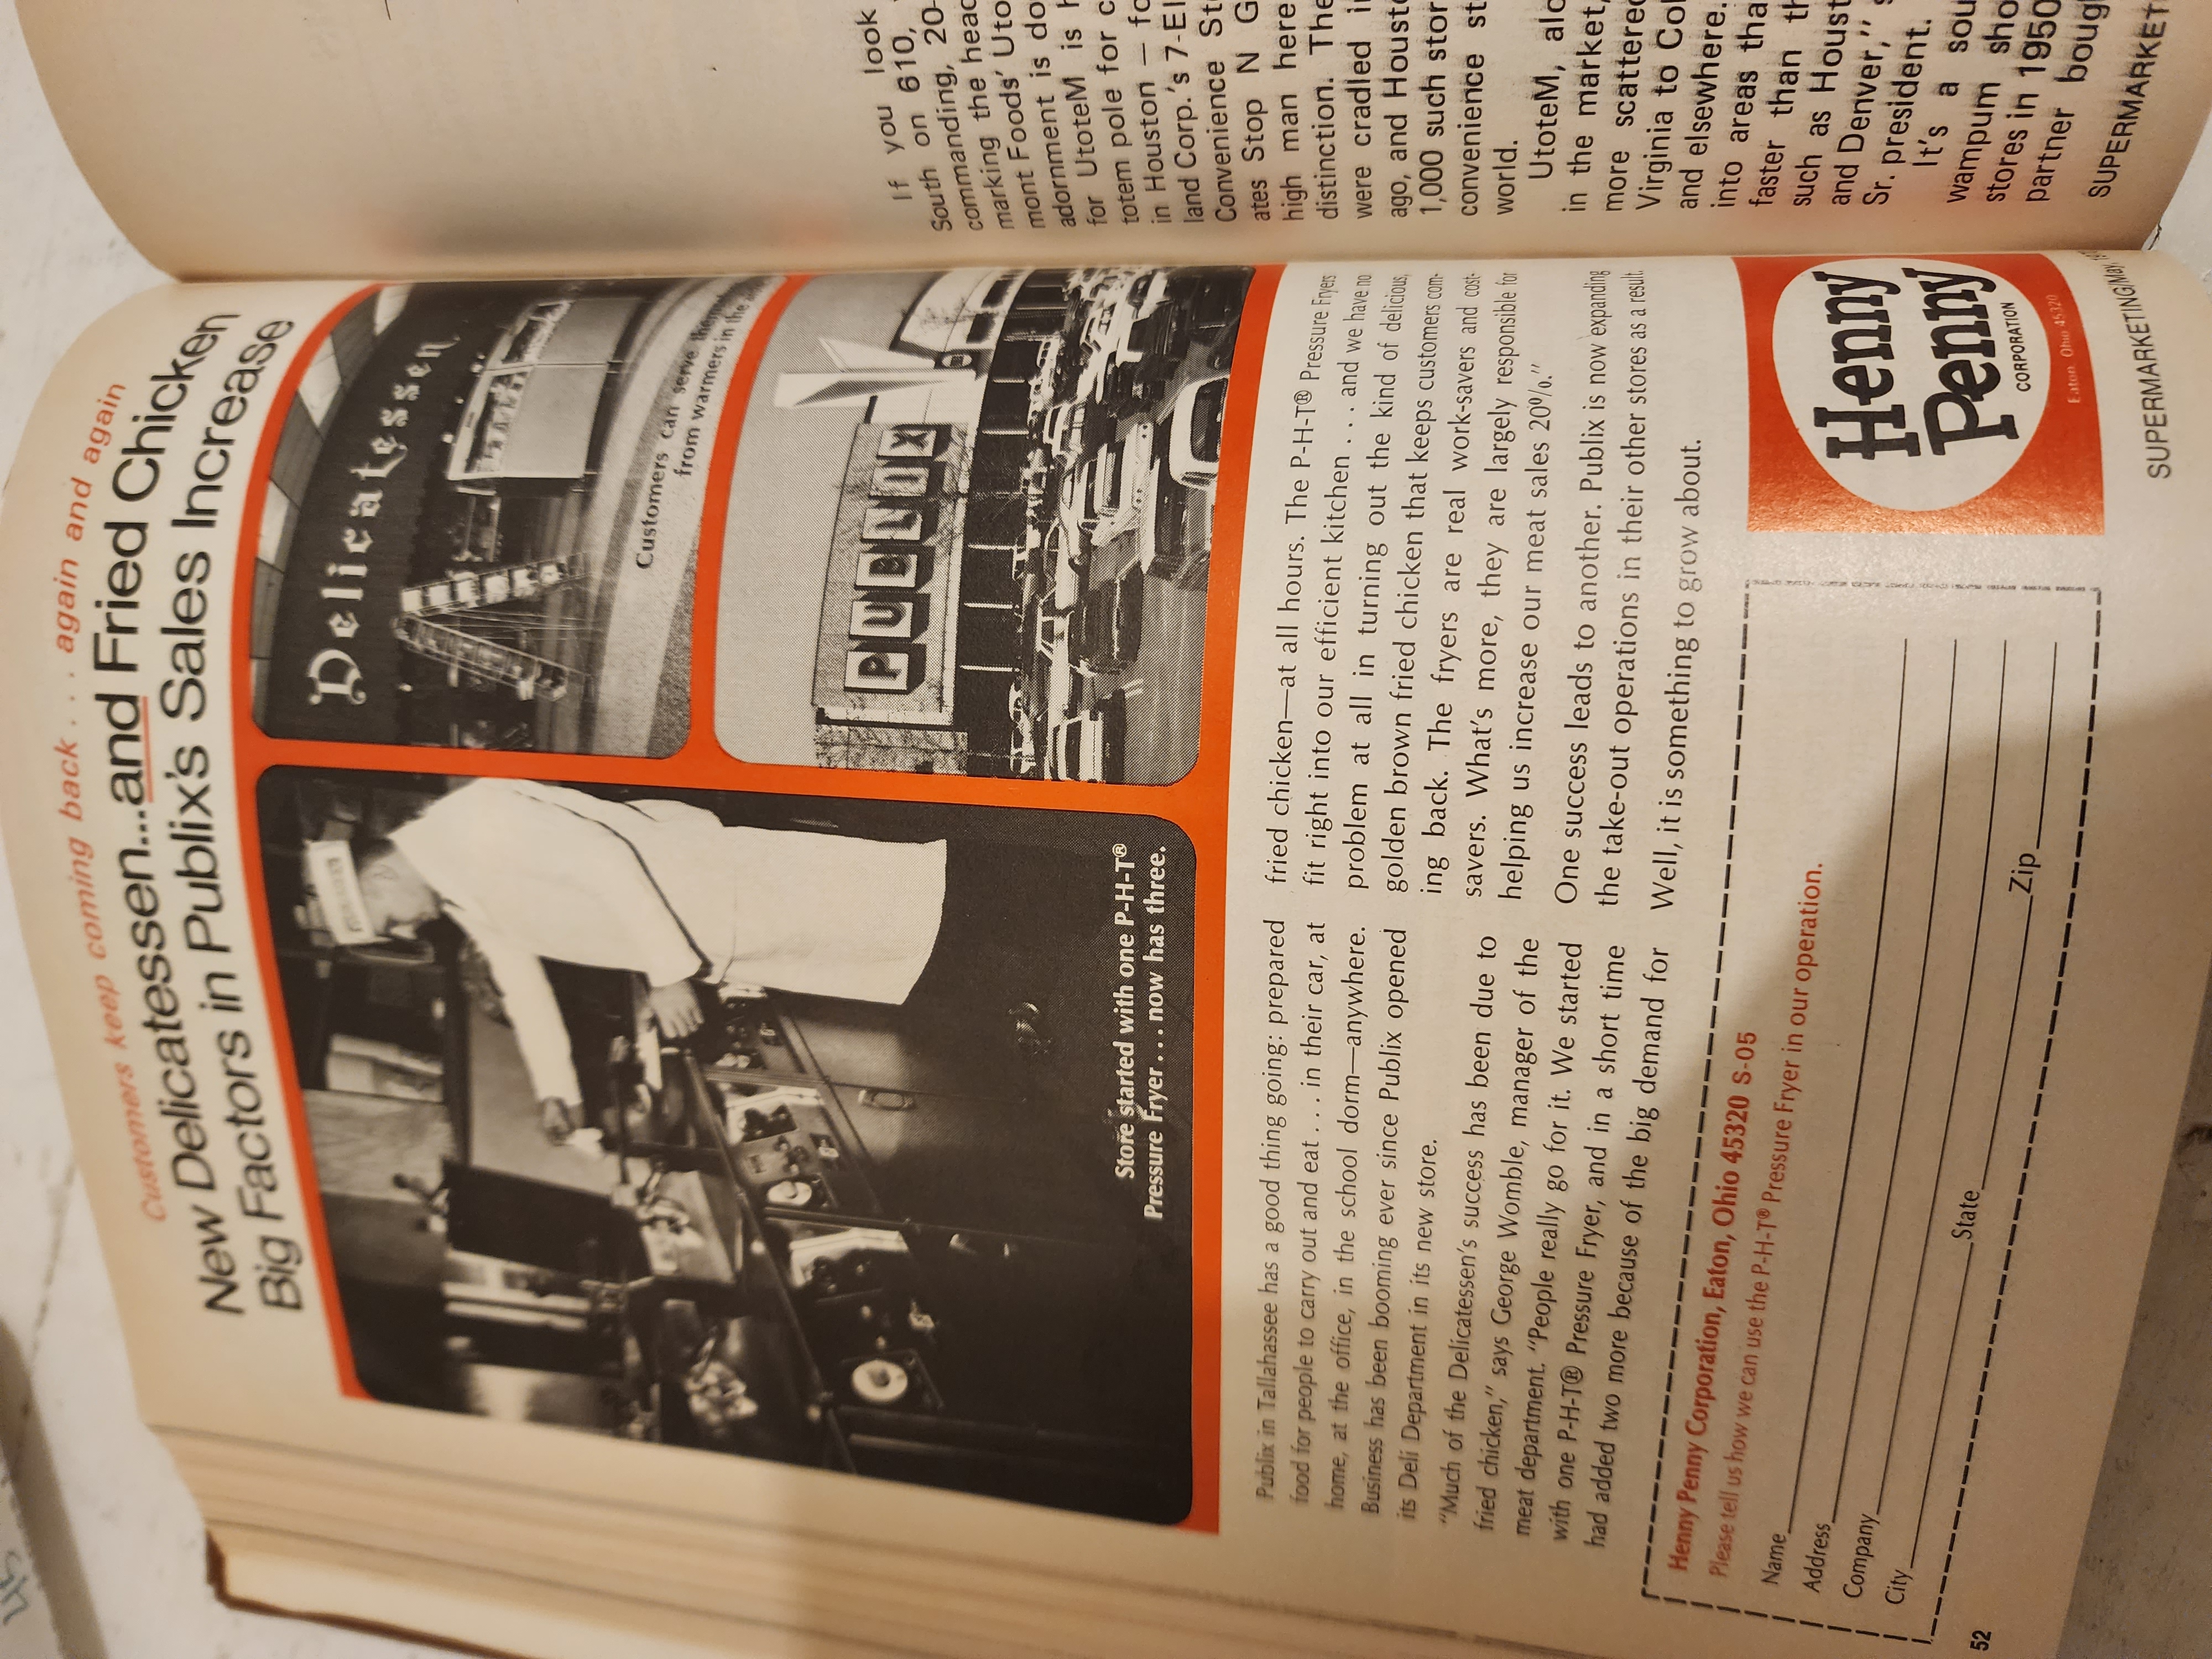 Customers keep coming back . . . again and again
New Delicatessen...and Fried Chicken
Big Factors in Publix's Sales Increase
Store started with one P-H-T®
Pressure Fryer . . . now has three.
Delicatessen
Customers can serve
from warmers in the
PUBLIX
Publix in Tallahassee has a good thing going: prepared
food for people to carry out and eat . . . in their car, at
home, at the office, in the school dorm—anywhere.
Business has been booming ever since Publix opened
its Deli Department in its new store.
"Much of the Delicatessen's success has been due to
fried chicken," says George Womble, manager of the
meat department. "People really go for it. We started
with one P-H-T® Pressure Fryer, and in a short time
had added two more because of the big demand for
fried chicken—at all hours. The P-H-T® Pressure Fryers
fit right into our efficient kitchen . . . and we have no
problem at all in turning out the kind of delicious,
golden brown fried chicken that keeps customers com-
ing back. The fryers are real work-savers and cost-
savers. What's more, they are largely responsible for
helping us increase our meat sales 20%."
One success leads to another. Publix is now expanding
the take-out operations in their other stores as a result.
Well, it is something to grow about.
Henny Penny Corporation, Eaton, Ohio 45320 S-05
Please tell us how we can use the P-H-T® Pressure Fryer in our operation.
Name
Address
Company
City State Zip
Henny
Penny
CORPORATION
Eaton, Ohio 45320
52
SUPERMARKETING/May,
If you look
South on 610,
commanding, 20-
marking the head
mont Foods' Uto
adornment is do
for UtoteM is h
totem pole for c
in Houston — fo
land Corp.'s 7-El
Convenience Sto
ates Stop N G
high man here
distinction. The
were cradled i
ago, and Housto
1,000 such stor
convenience st
world.
UtoteM, alo
in the market,
more scattered
Virginia to Col
and elsewhere.
into areas tha
faster than th
such as Houst
and Denver," s
Sr. president.
It's a sou
wampum sho
stores in 1950
partner bough
SUPERMARKET